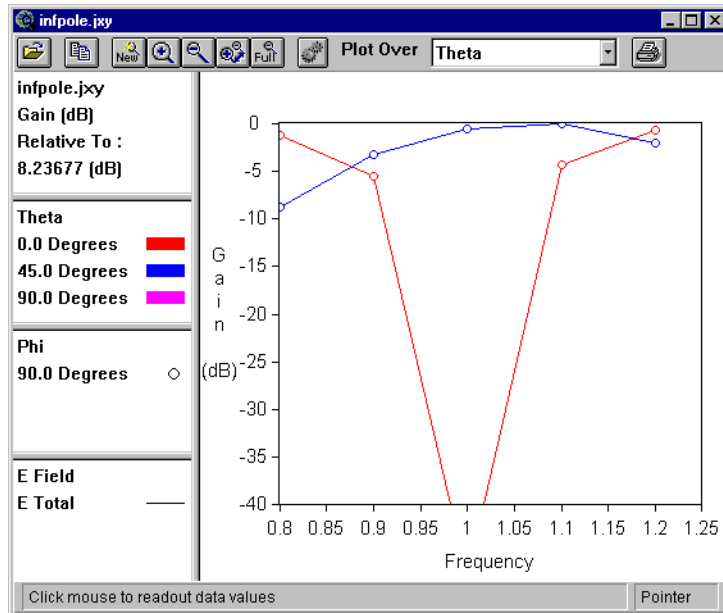 infpole.jxy
New Full Plot Over Theta
infpole.jxy
Gain (dB)
Relative To :
8.23677 (dB)
Theta
0.0 Degrees
45.0 Degrees
90.0 Degrees
Phi
90.0 Degrees
E Field
E Total
Gain
(dB)
0
-5
-10
-15
-20
-25
-30
-35
-40
0.8 0.85 0.9 0.95 1 1.05 1.1 1.15 1.2 1.25
Frequency
Click mouse to readout data values Pointer